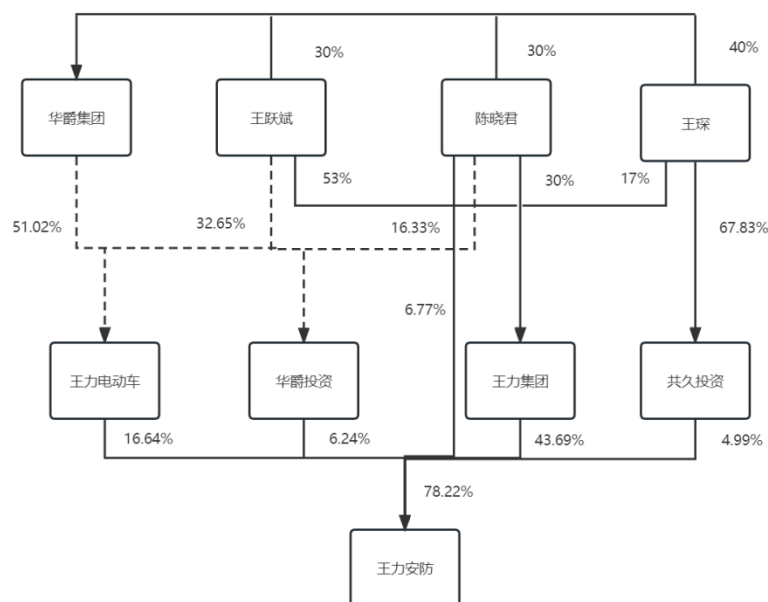 30%
30%
40%
华爵集团
王跃斌
陈晓君
王琛
53%
30%
17%
51.02%
32.65%
16.33%
67.83%
6.77%
王力电动车
华爵投资
王力集团
共久投资
16.64%
6.24%
43.69%
4.99%
78.22%
王力安防